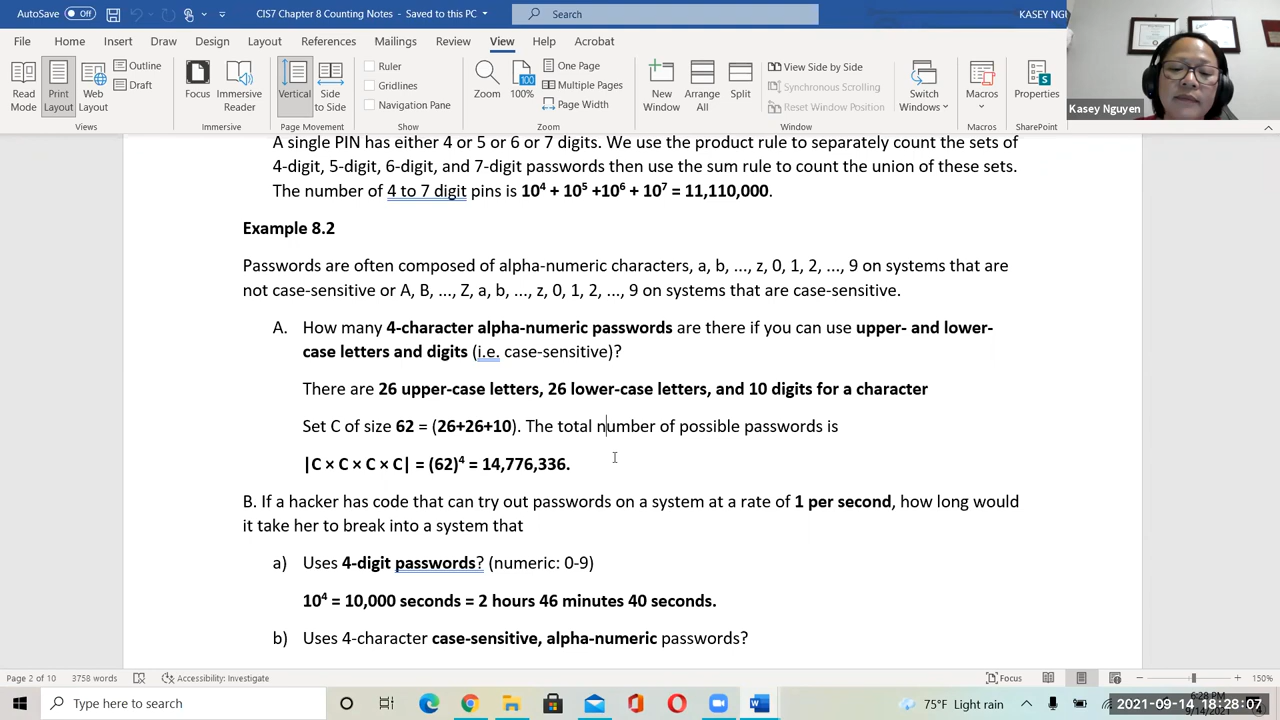 AutoSave Off CIS7 Chapter 8 Discrete Probability Search (Alt+Q) KASEY NGUYEN
File Home Insert Draw Design Layout References Mailings Review View Help Acrobat
Read Mode Print Layout Web Layout Outline Draft Views
Focus Immersive Reader Immersive
Vertical Side to Side Page Movement
Ruler Gridlines Navigation Pane Show
Zoom 100% One Page Multiple Pages Page Width Zoom
New Window Arrange All Split View Side by Side Synchronous Scrolling Reset Window Position Switch Windows Window
Macros Macros
Properties SharePoint
Kasey Nguyen
A single PIN has either 4 or 5 or 6 or 7 digits. We use the product rule to separately count the sets of
4-digit, 5-digit, 6-digit, and 7-digit passwords then use the sum rule to count the union of these sets.
The number of 4 to 7 digit pins is 10⁴ + 10⁵ +10⁶ + 10⁷ = 11,110,000.
Example 8.2
Passwords are often composed of alpha-numeric characters, a, b, ..., z, 0, 1, 2, ..., 9 on systems that are
not case-sensitive or A, B, ..., Z, a, b, ..., z, 0, 1, 2, ..., 9 on systems that are case-sensitive.
A. How many 4-character alpha-numeric passwords are there if you can use upper- and lower-
case letters and digits (i.e. case-sensitive)?
There are 26 upper-case letters, 26 lower-case letters, and 10 digits for a character
Set C of size 62 = (26+26+10). The total number of possible passwords is
|C × C × C × C| = (62)⁴ = 14,776,336.
B. If a hacker has code that can try out passwords on a system at a rate of 1 per second, how long would
it take her to break into a system that
a) Uses 4-digit passwords? (numeric: 0-9)
10⁴ = 10,000 seconds = 2 hours 46 minutes 40 seconds.
b) Uses 4-character case-sensitive, alpha-numeric passwords?
Page 2 of 10 3758 words Accessibility: Investigate Focus 150%
Type here to search 75°F Light rain 2021-09-14 18:28:07